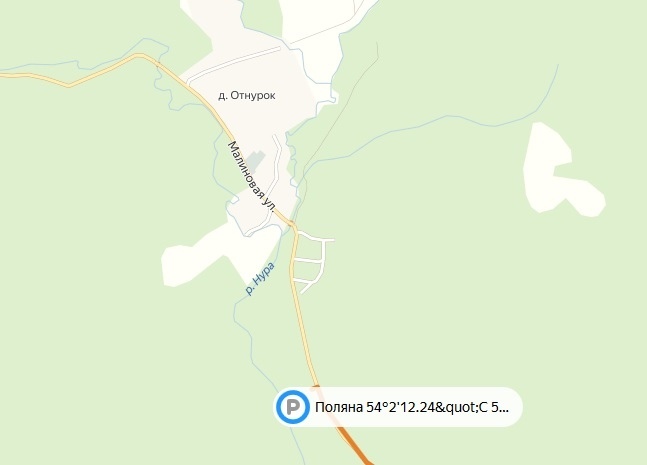 д. Отнурок
Малиновая ул.
р. Нура
P
Поляна 54°2'12.24&quot;С 5...